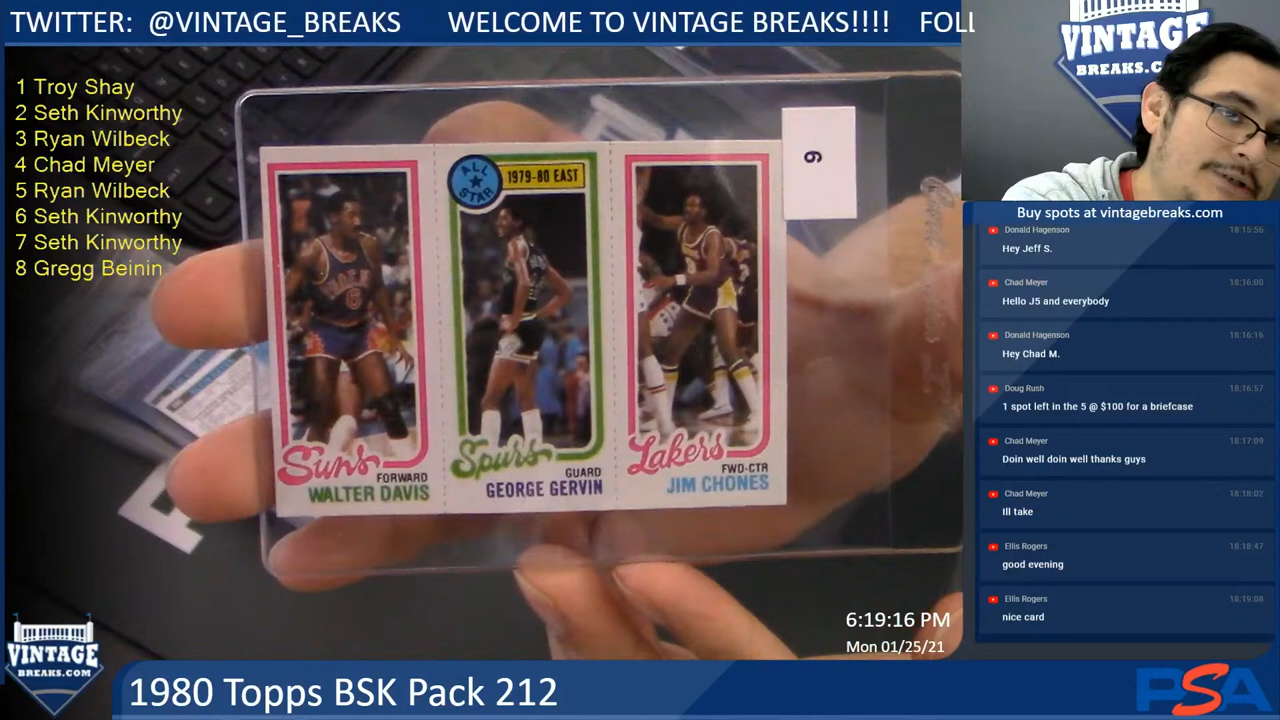 TWITTER: @VINTAGE_BREAKS WELCOME TO VINTAGE BREAKS!!!! FOLL
1 Troy Shay
2 Seth Kinworthy
3 Ryan Wilbeck
4 Chad Meyer
5 Ryan Wilbeck
6 Seth Kinworthy
7 Seth Kinworthy
8 Gregg Beinin
ALL STAR
1979-80 EAST
6
Suns
FORWARD
WALTER DAVIS
Spurs
GUARD
GEORGE GERVIN
Lakers
FWD-CTR
JIM CHONES
VINTAGE
BREAKS.COM
Buy spots at vintagebreaks.com
Donald Hagenson 18:15:56
Hey Jeff S.
Chad Meyer 18:16:00
Hello J5 and everybody
Donald Hagenson 18:16:16
Hey Chad M.
Doug Rush 18:16:57
1 spot left in the 5 @ $100 for a briefcase
Chad Meyer 18:17:09
Doin well doin well thanks guys
Chad Meyer 18:18:02
Ill take
Ellis Rogers 18:18:47
good evening
Ellis Rogers 18:19:08
nice card
6:19:16 PM
Mon 01/25/21
VINTAGE
BREAKS.COM
1980 Topps BSK Pack 212
PSA